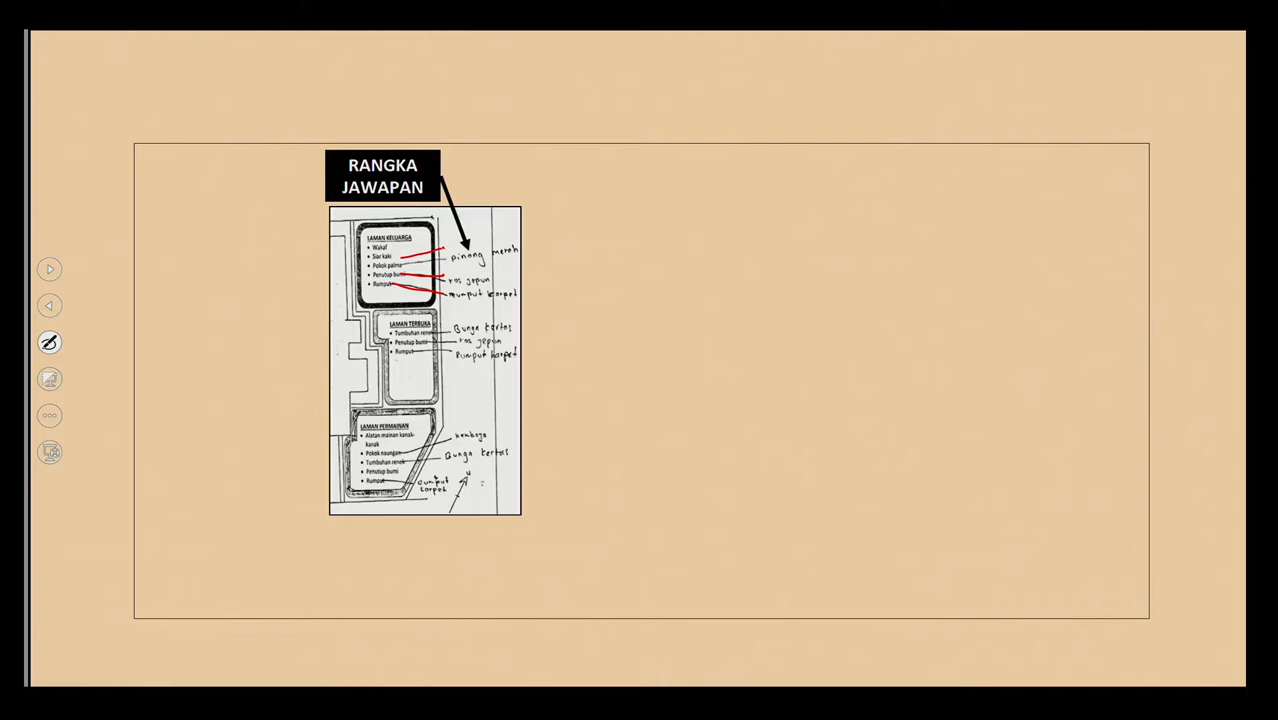 RANGKA
JAWAPAN
LAMAN KELUARGA
• Wakaf
• Siar kaki
• Pokok palma
pinang merah
• Penutup bumi
ros jepun
• Rumput
rumput karpet
LAMAN TERBUKA
• Tumbuhan renek
Bunga kertas
• Penutup bumi
ros jepun
• Rumput
Rumput karpet
LAMAN PERMAINAN
• Alatan mainan kanak-
kanak
kemboja
• Pokok naungan
Bunga kertas
• Tumbuhan renek
• Penutup bumi
• Rumput
Rumput
karpet
u